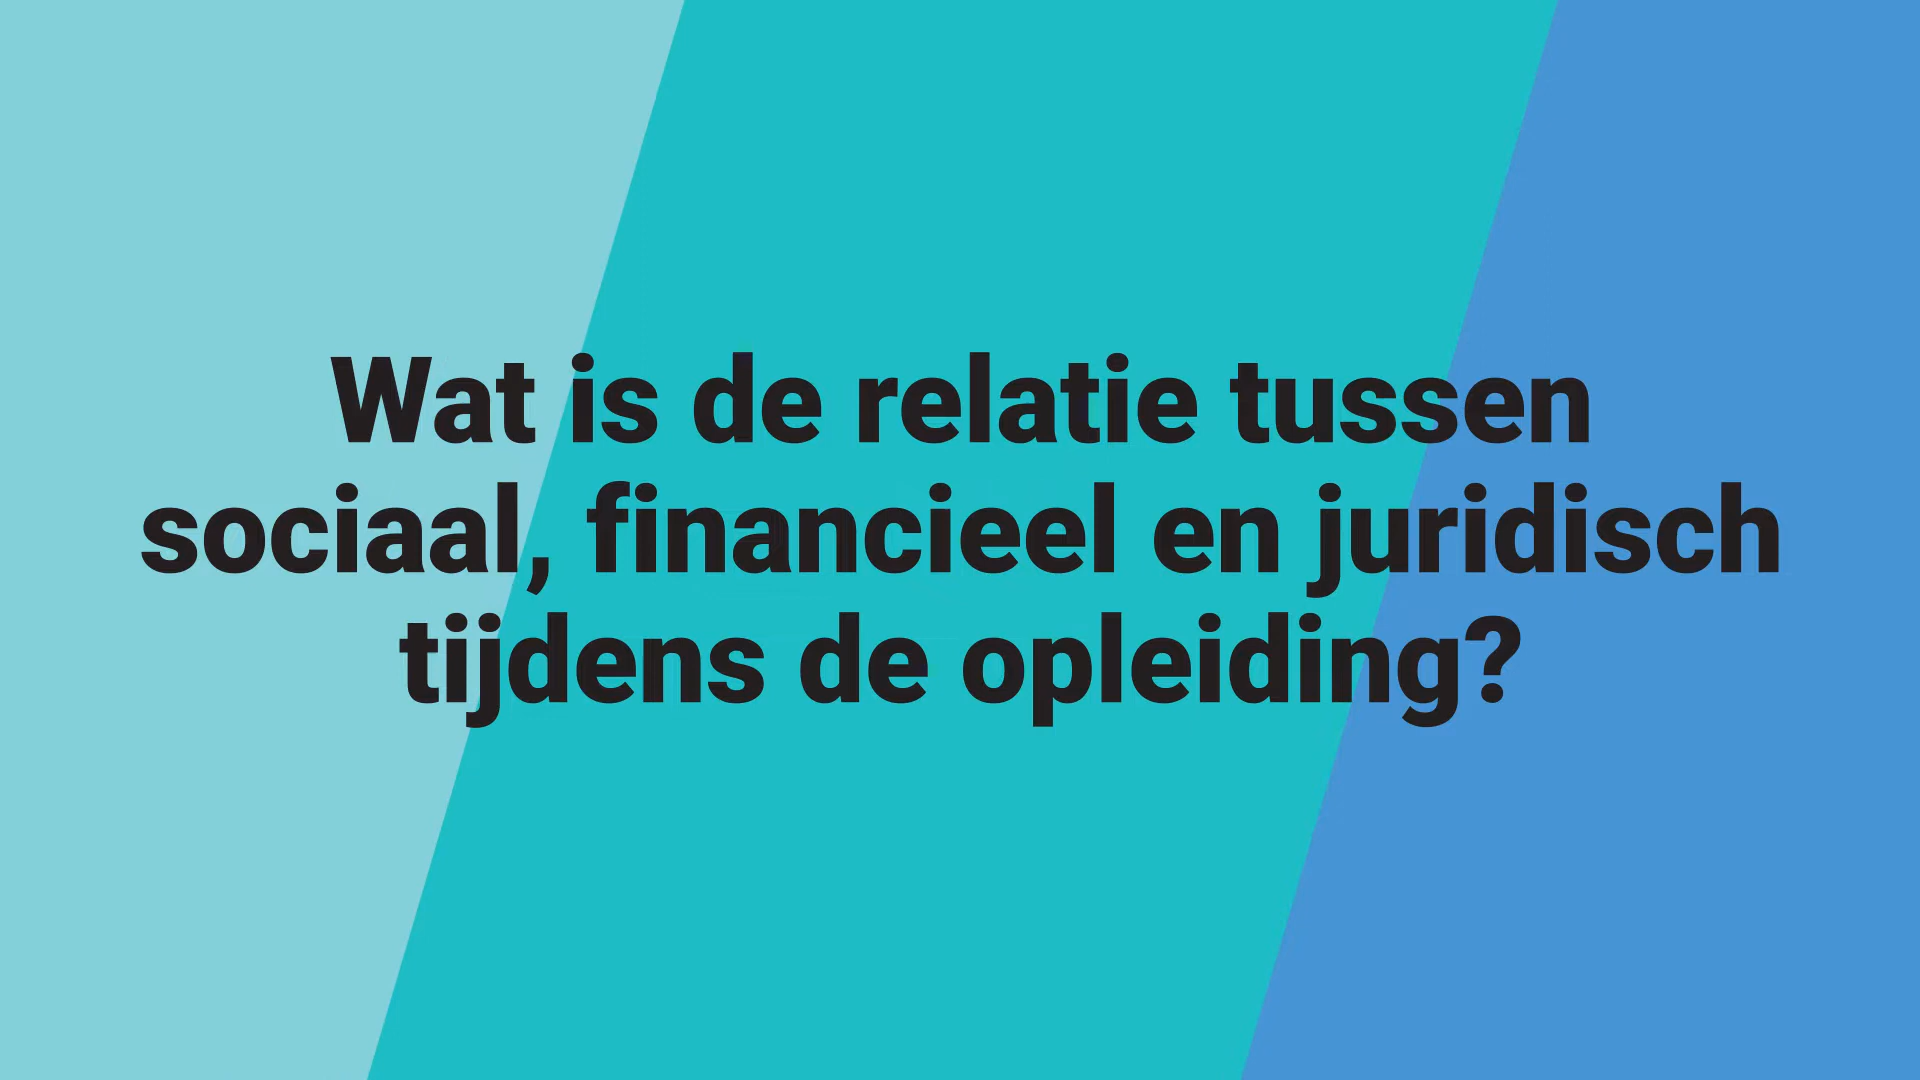 Wat is de relatie tussen
sociaal, financieel en juridisch
tijdens de opleiding?